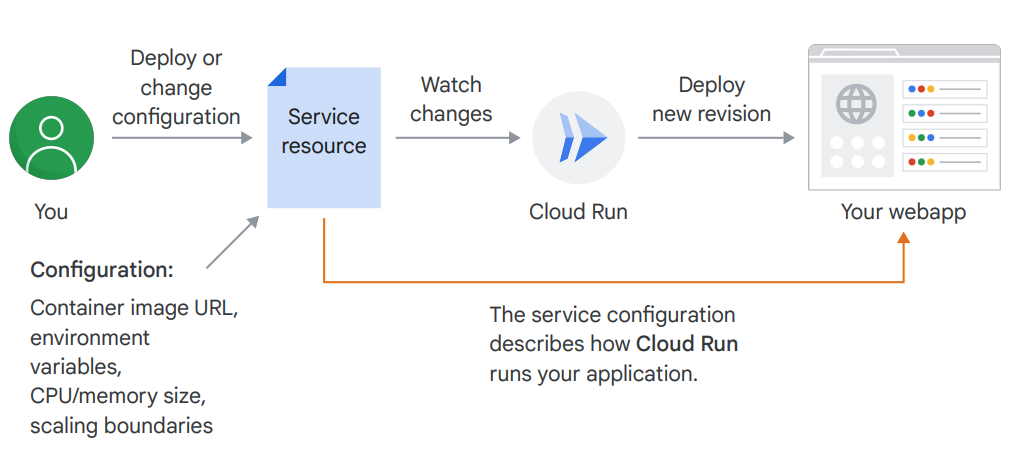 Deploy or
change
configuration
Service
resource
Watch
changes
Deploy
new revision
You
Cloud Run
Your webapp
Configuration:
Container image URL,
environment
variables,
CPU/memory size,
scaling boundaries
The service configuration
describes how Cloud Run
runs your application.